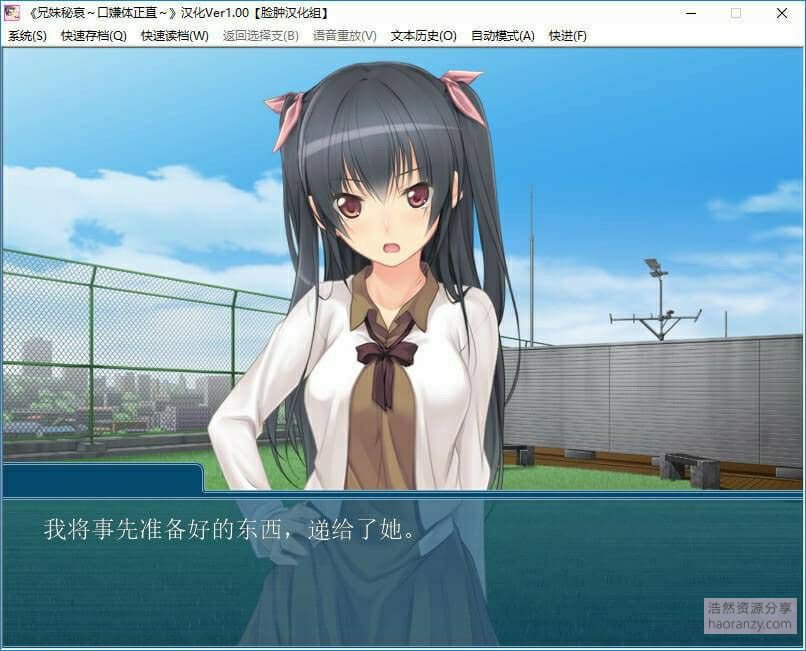 《兄妹秘哀～口嫌体正直～》汉化Ver1.00【脸肿汉化组】
系统(S) 快速存档(Q) 快速读档(W) 返回选择支(B) 语音重放(V) 文本历史(O) 自动模式(A) 快进(F)
我将事先准备好的东西，递给了她。
浩然资源分享
haoranzy.com